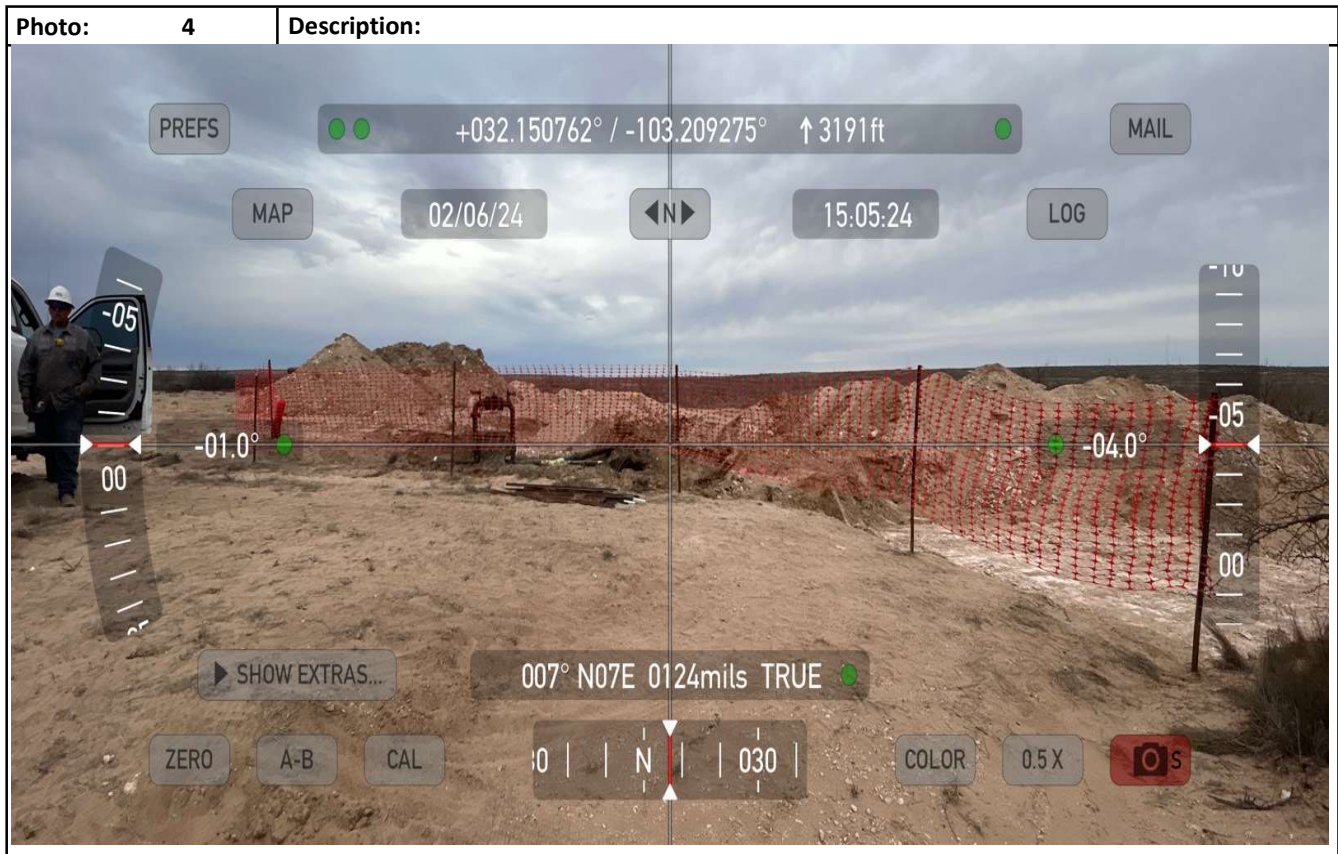 Photo: 4 Description:
PREFS +032.150762° / -103.209275° ↑ 3191ft MAIL
MAP 02/06/24 N 15:05:24 LOG
-10
-05
-05
-01.0° -04.0°
00
00
SHOW EXTRAS... 007° N07E 0124mils TRUE
ZERO A-B CAL N 030 COLOR 0.5 X S